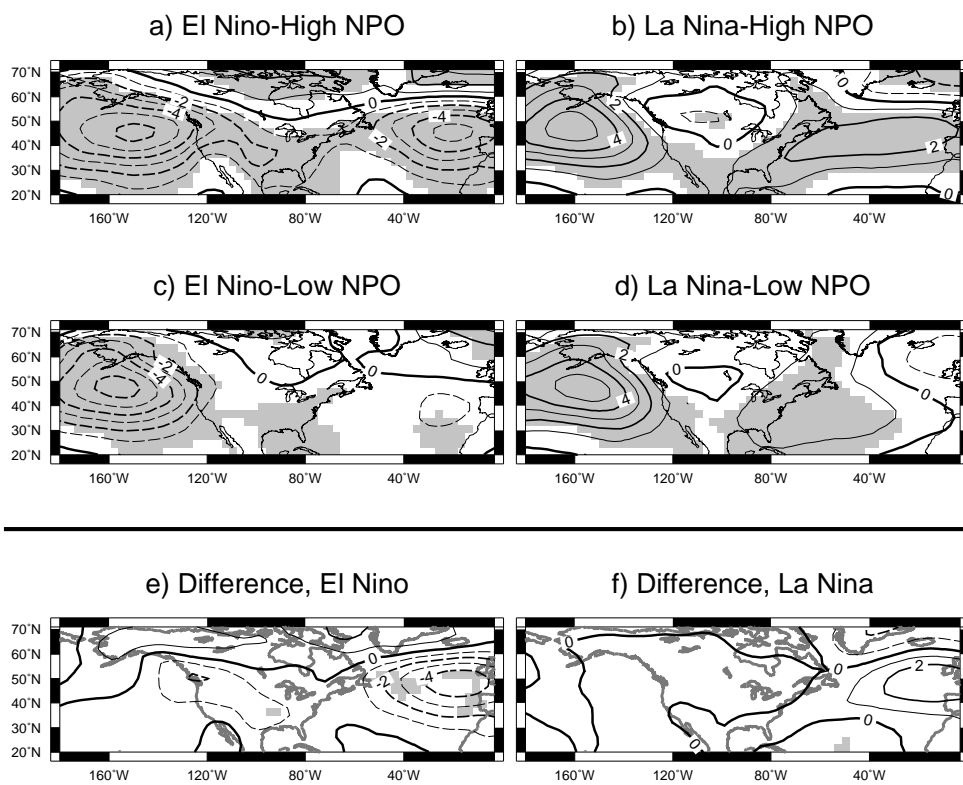 a) El Nino-High NPO
b) La Nina-High NPO
70˚N
60˚N
50˚N
40˚N
30˚N
20˚N
-2
-4
0
-4
-2
2
4
0
0
2
0
160˚W
120˚W
80˚W
40˚W
160˚W
120˚W
80˚W
40˚W
c) El Nino-Low NPO
d) La Nina-Low NPO
70˚N
60˚N
50˚N
40˚N
30˚N
20˚N
-2
-4
0
0
2
0
4
0
160˚W
120˚W
80˚W
40˚W
160˚W
120˚W
80˚W
40˚W
e) Difference, El Nino
f) Difference, La Nina
70˚N
60˚N
50˚N
40˚N
30˚N
20˚N
0
-2
-4
0
0
2
0
0
160˚W
120˚W
80˚W
40˚W
160˚W
120˚W
80˚W
40˚W